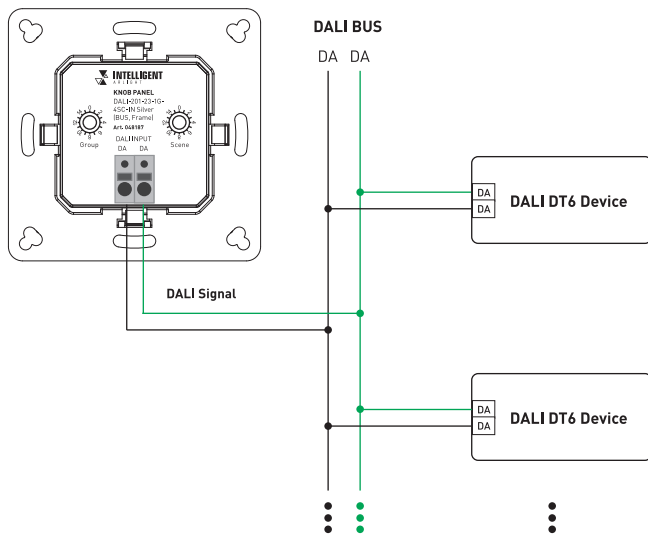 DALI BUS
DA DA
INTELLIGENT
ARLIGHT
KNOB PANEL
DALI-201-23-1G-
4SC-IN Silver
(BUS, Frame)
Art. 048187
Group
Scene
DALI INPUT
DA DA
DALI Signal
DA
DA
DALI DT6 Device
DA
DA
DALI DT6 Device